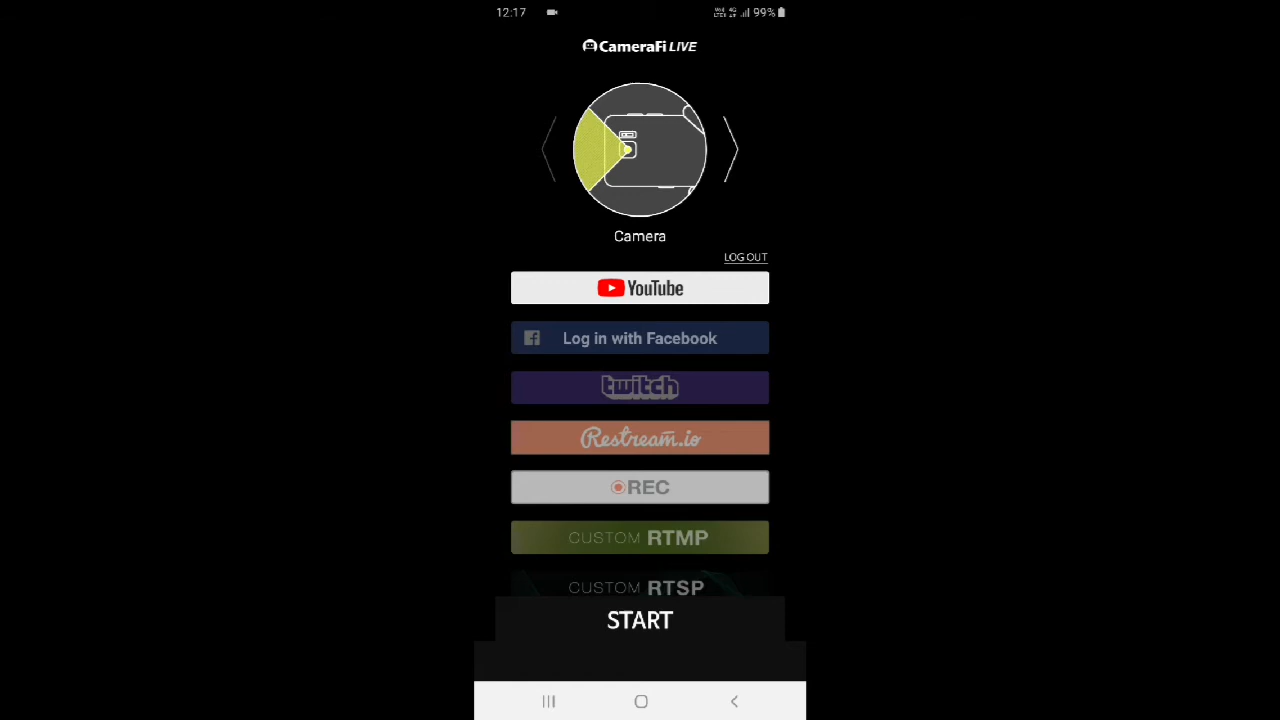 12:17
99%
CameraFi LIVE
Camera
LOG OUT
YouTube
Log in with Facebook
twitch
Restream.io
REC
CUSTOM RTMP
CUSTOM RTSP
START